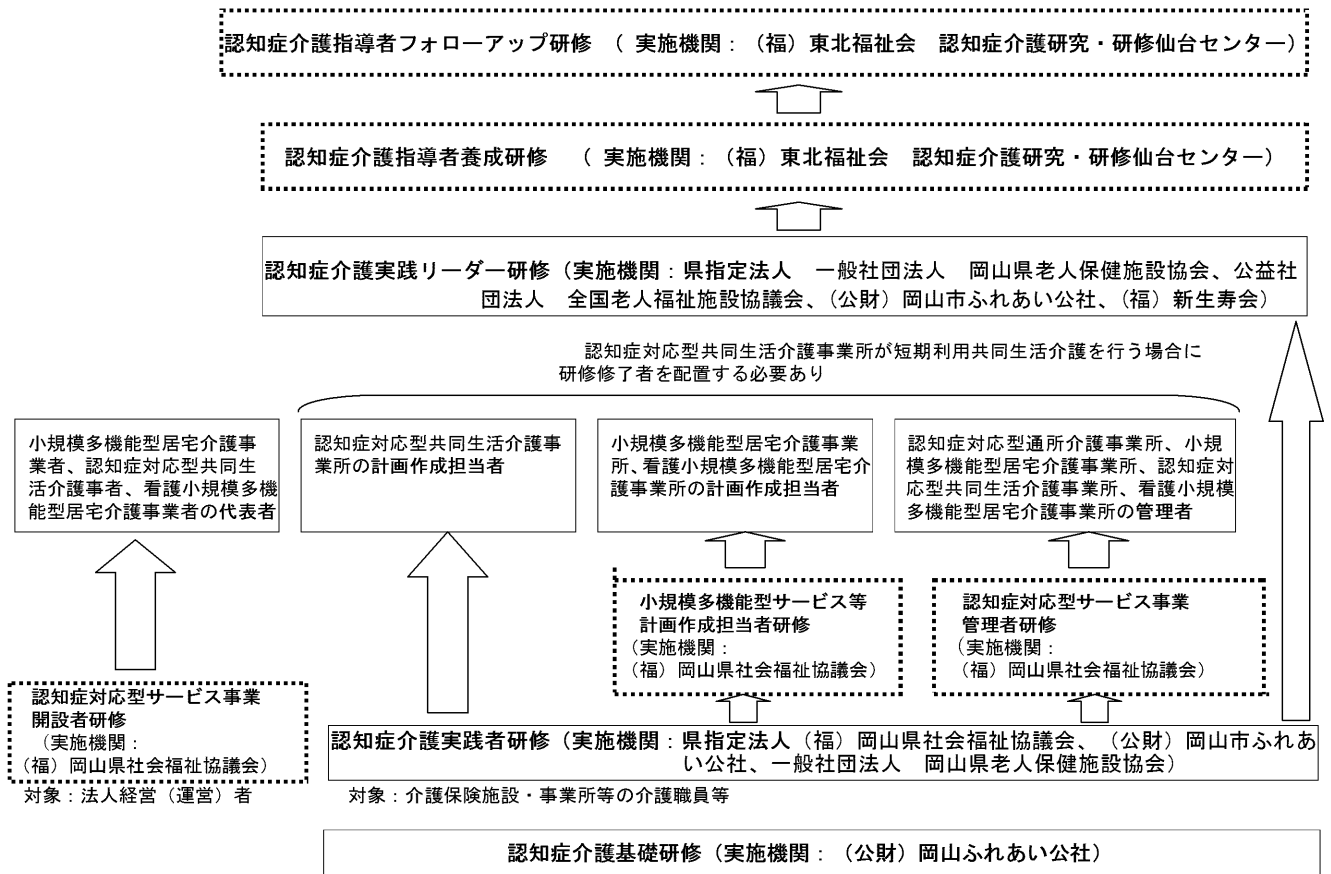 認知症介護指導者フォローアップ研修 ( 実施機関：（福）東北福祉会 認知症介護研究・研修仙台センター）
認知症介護指導者養成研修 ( 実施機関：（福）東北福祉会 認知症介護研究・研修仙台センター）
認知症介護実践リーダー研修（実施機関：県指定法人 一般社団法人 岡山県老人保健施設協会、公益社
団法人 全国老人福祉施設協議会、（公財）岡山市ふれあい公社、（福）新生寿会）
認知症対応型共同生活介護事業所が短期利用共同生活介護を行う場合に
研修修了者を配置する必要あり
小規模多機能型居宅介護事
業者、認知症対応型共同生
活介護事者、看護小規模多機
能型居宅介護事業者の代表者
認知症対応型共同生活介護事
業所の計画作成担当者
小規模多機能型居宅介護事業
所、看護小規模多機能型居宅介
護事業所の計画作成担当者
認知症対応型通所介護事業所、小規
模多機能型居宅介護事業所、認知症対
応型共同生活介護事業所、看護小規模
多機能型居宅介護事業所の管理者
小規模多機能型サービス等
計画作成担当者研修
（実施機関：
（福）岡山県社会福祉協議会）
認知症対応型サービス事業
管理者研修
（実施機関：
（福）岡山県社会福祉協議会）
認知症対応型サービス事業
開設者研修
（実施機関：
（福）岡山県社会福祉協議会）
対象：法人経営（運営）者
認知症介護実践者研修（実施機関：県指定法人（福）岡山県社会福祉協議会、（公財）岡山市ふれあ
い公社、一般社団法人 岡山県老人保健施設協会）
対象：介護保険施設・事業所等の介護職員等
認知症介護基礎研修（実施機関：（公財）岡山ふれあい公社）